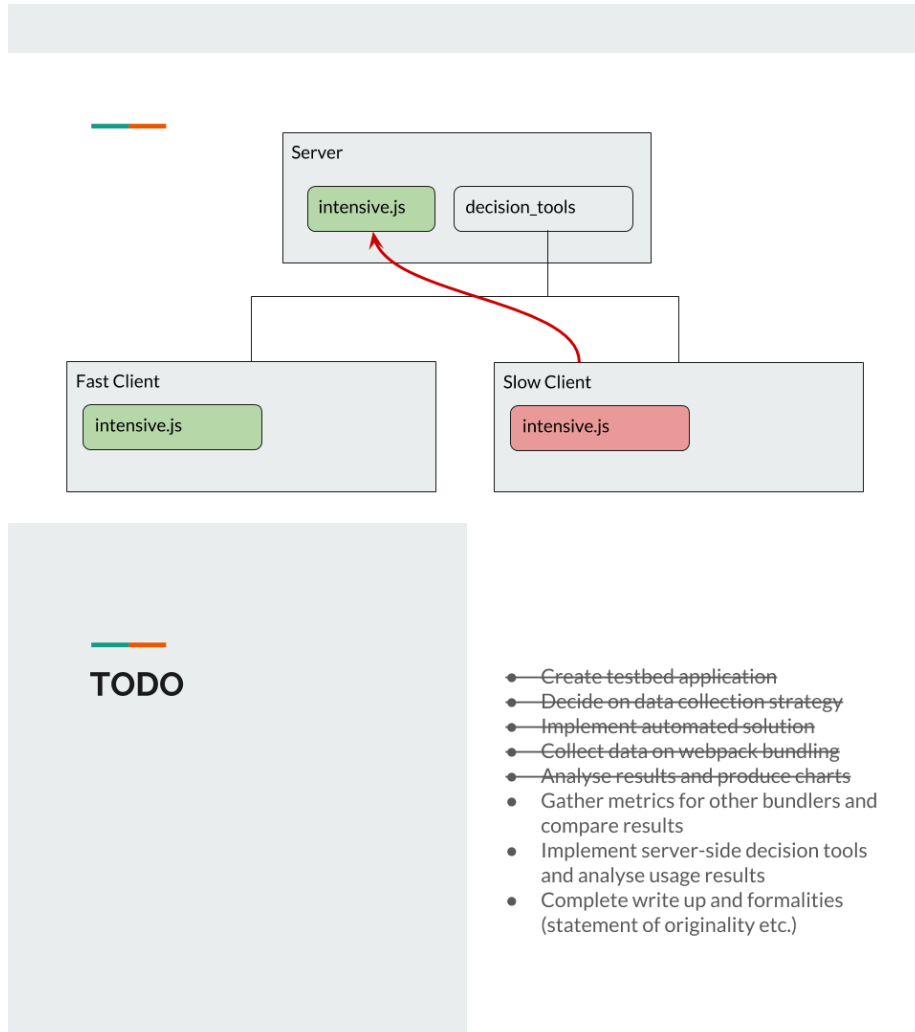 Server
intensive.js
decision_tools
Fast Client
intensive.js
Slow Client
intensive.js
TODO
● Create testbed application
● Decide on data collection strategy
● Implement automated solution
● Collect data on webpack bundling
● Analyse results and produce charts
● Gather metrics for other bundlers and
compare results
● Implement server-side decision tools
and analyse usage results
● Complete write up and formalities
(statement of originality etc.)